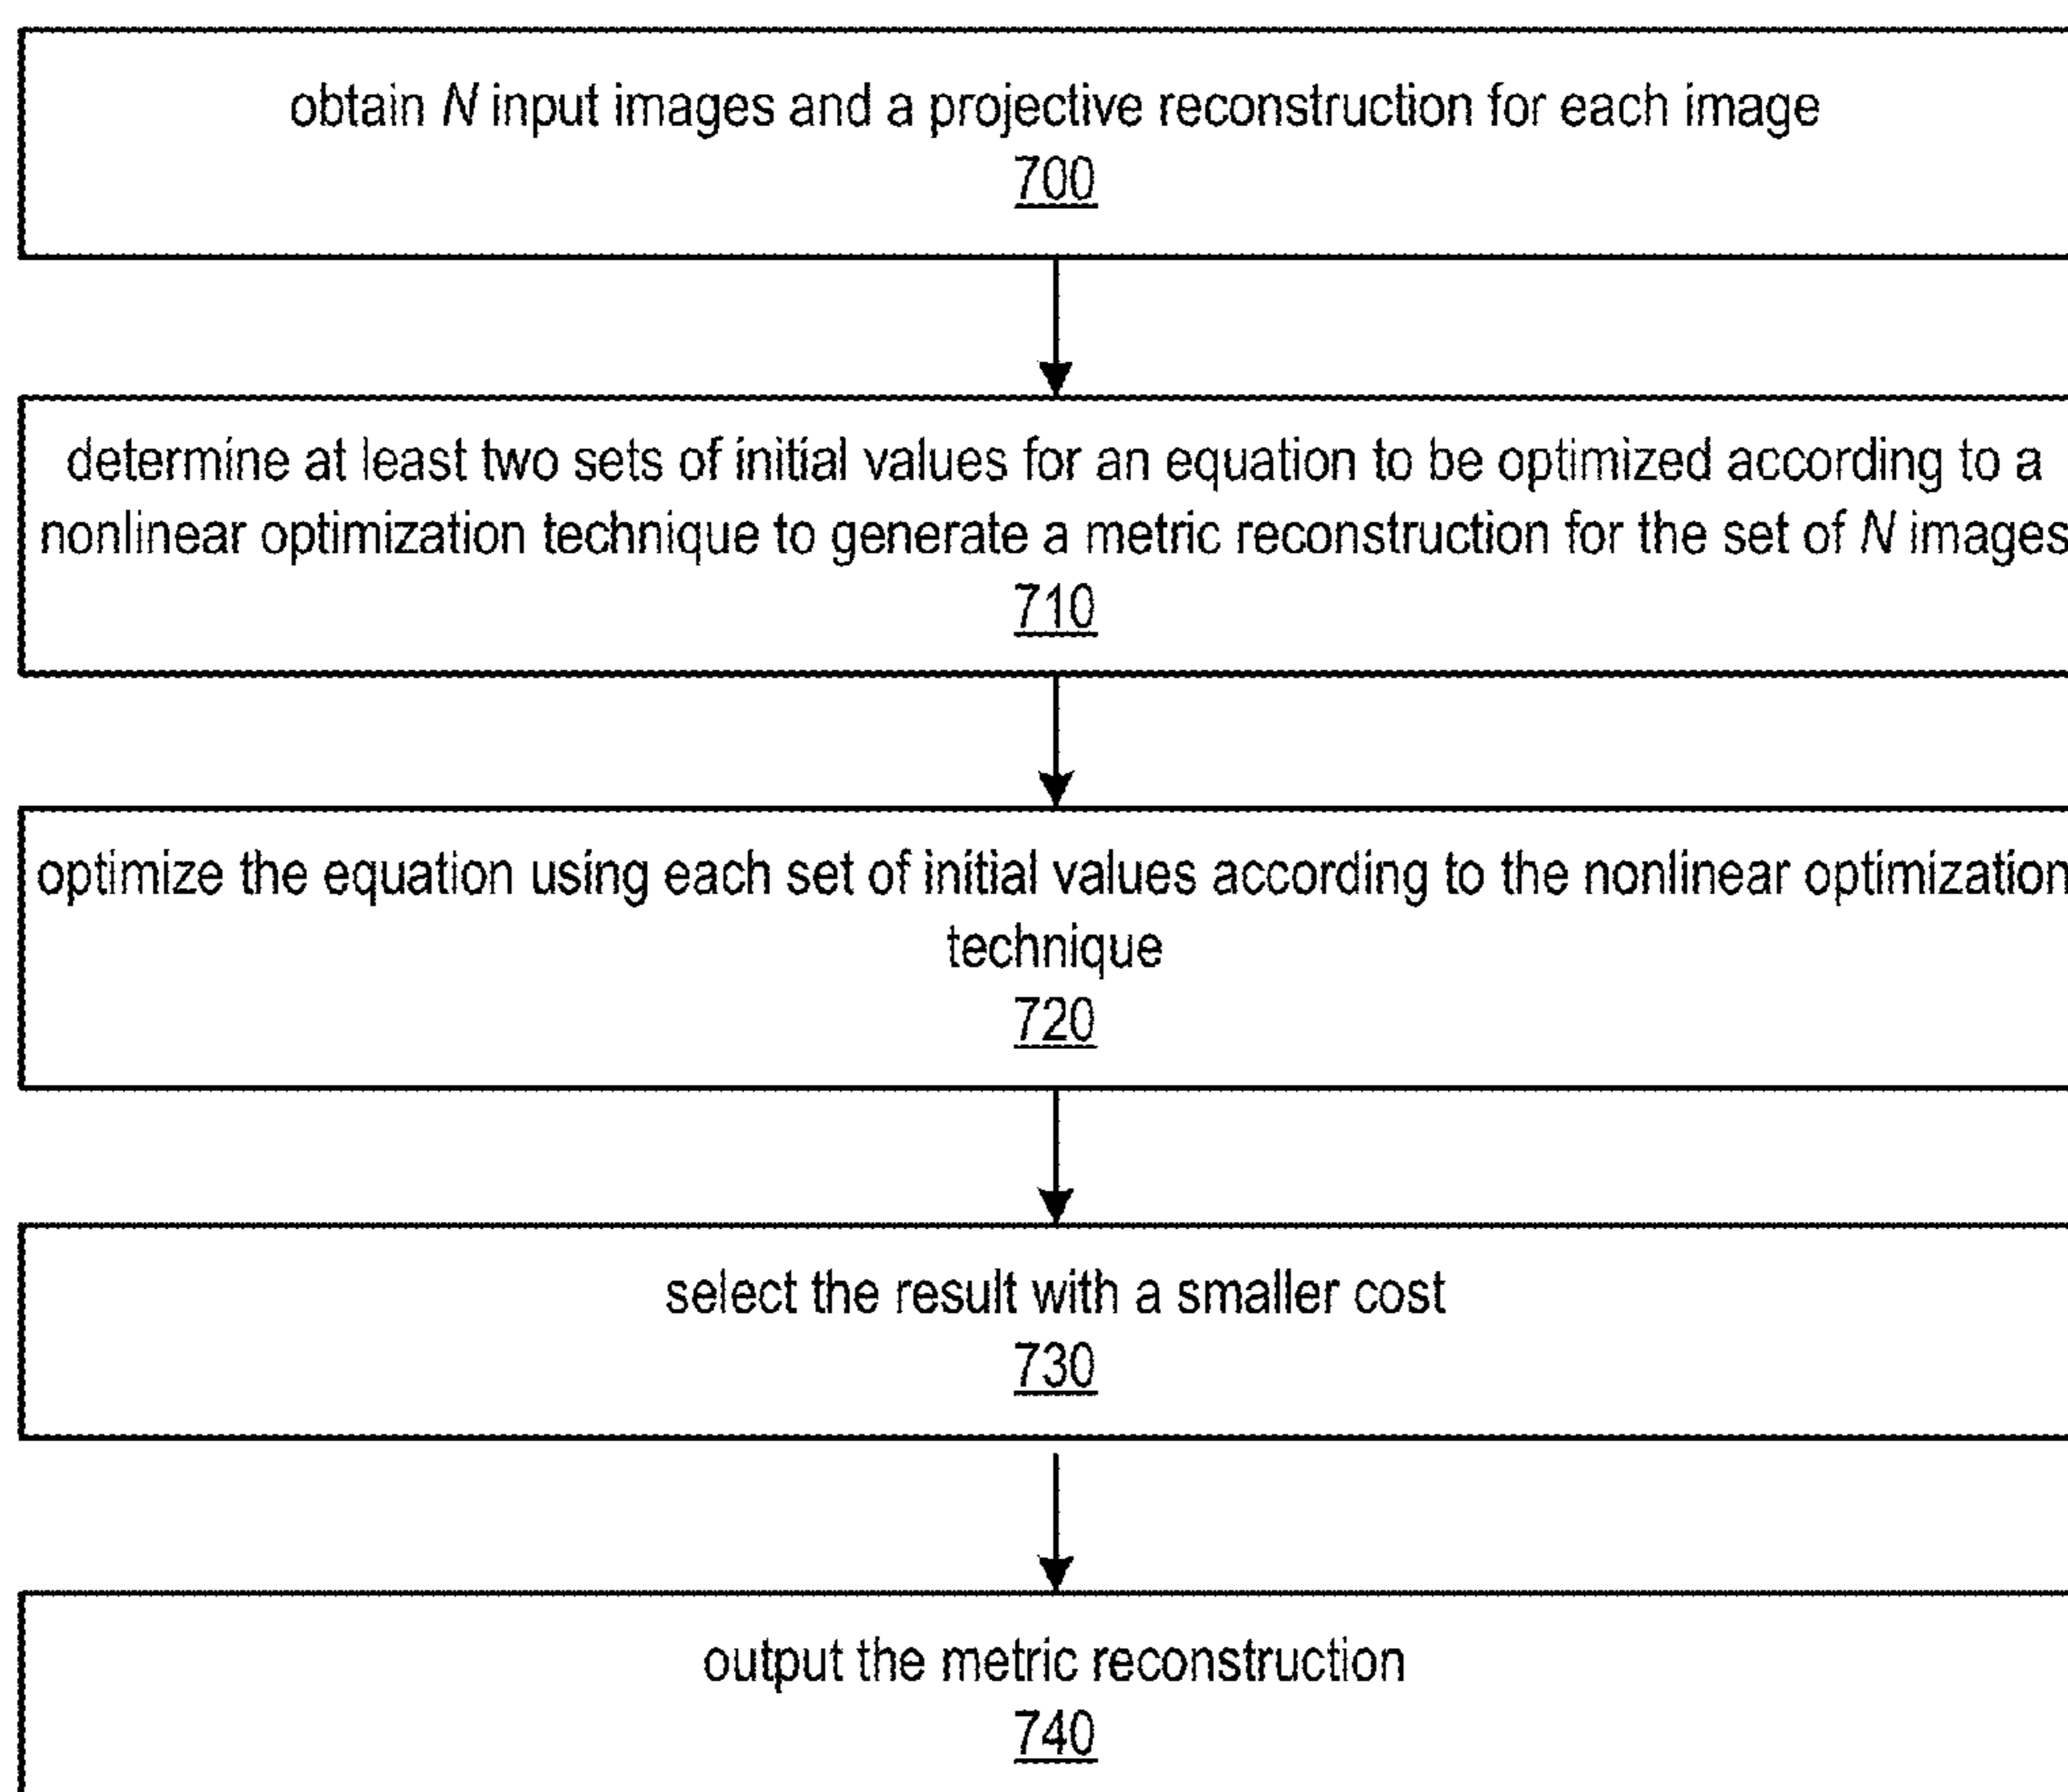 obtain N input images and a projective reconstruction for each image
700
determine at least two sets of initial values for an equation to be optimized according to a
nonlinear optimization technique to generate a metric reconstruction for the set of N images
710
optimize the equation using each set of initial values according to the nonlinear optimization
technique
720
select the result with a smaller cost
730
output the metric reconstruction
740